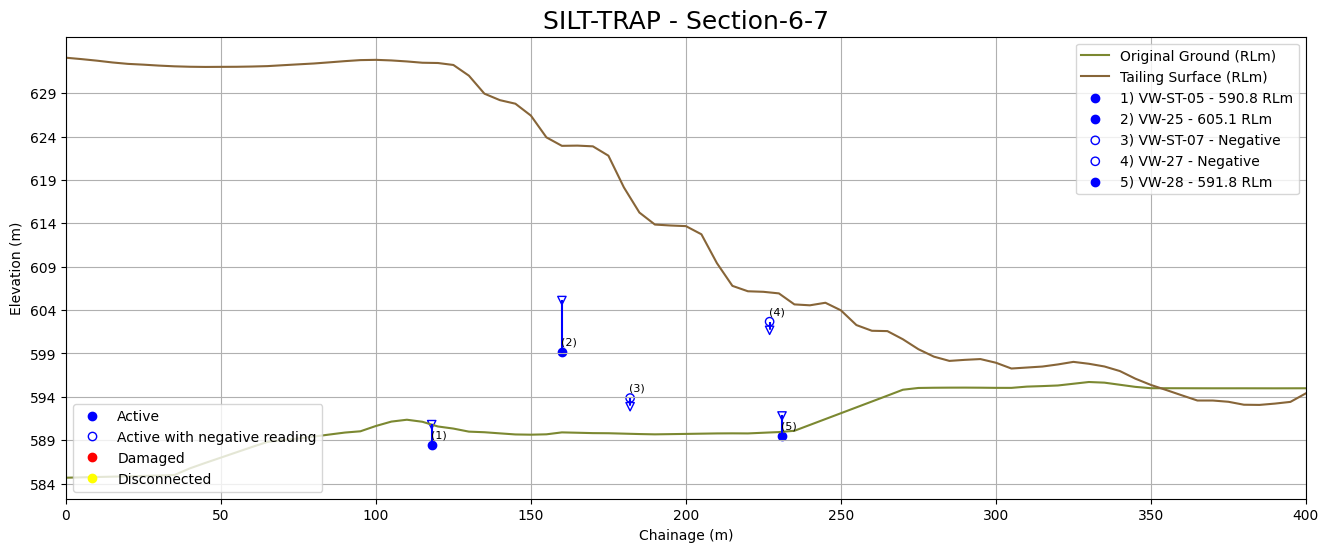 SILT-TRAP - Section-6-7
Elevation (m)
629
624
619
614
609
604
599
594
589
584
Original Ground (RLm)
Tailing Surface (RLm)
1) VW-ST-05 - 590.8 RLm
2) VW-25 - 605.1 RLm
3) VW-ST-07 - Negative
4) VW-27 - Negative
5) VW-28 - 591.8 RLm
(4)
(2)
(3)
(1)
(5)
Active
Active with negative reading
Damaged
Disconnected
0 50 100 150 200 250 300 350 400
Chainage (m)